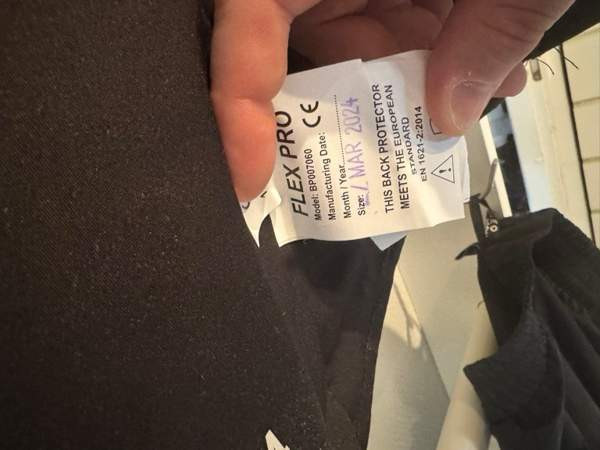 FLEX PRO
Model: BP007060
Manufacturing Date: CE
Month / Year..................
Size: L MAR 2024
THIS BACK PROTECTOR
MEETS THE EUROPEAN
STANDARD
EN 1621-2:2014